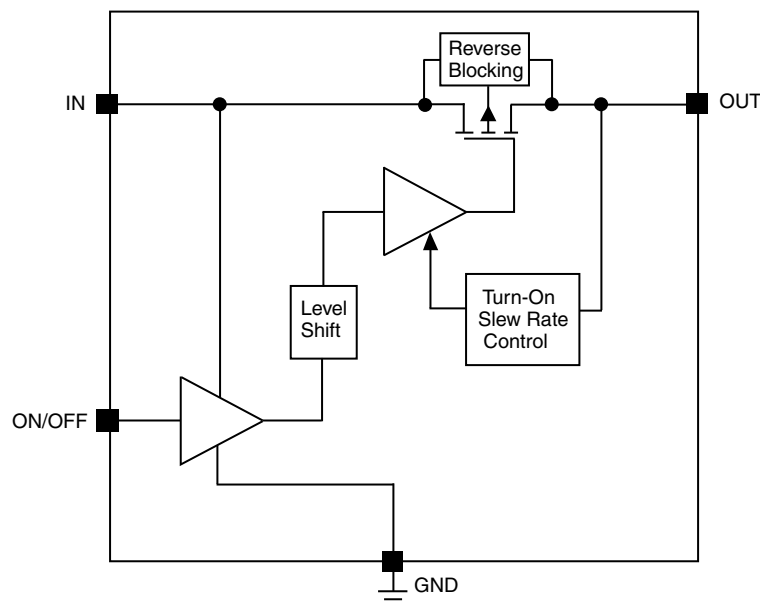 Reverse
Blocking
IN
OUT
Level
Shift
Turn-On
Slew Rate
Control
ON/OFF
GND